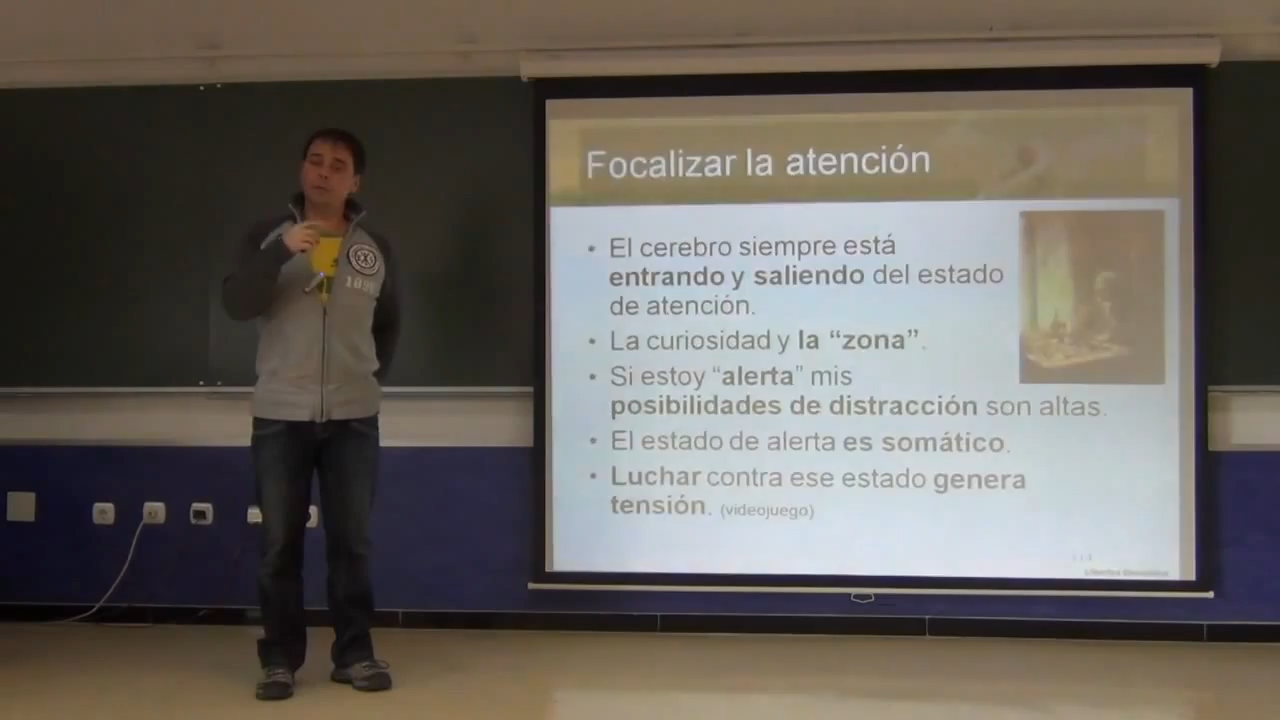 Focalizar la atención
• El cerebro siempre está
entrando y saliendo del estado
de atención.
• La curiosidad y la “zona”.
• Si estoy “alerta” mis
posibilidades de distracción son altas.
• El estado de alerta es somático.
• Luchar contra ese estado genera
tensión. (videojuego)